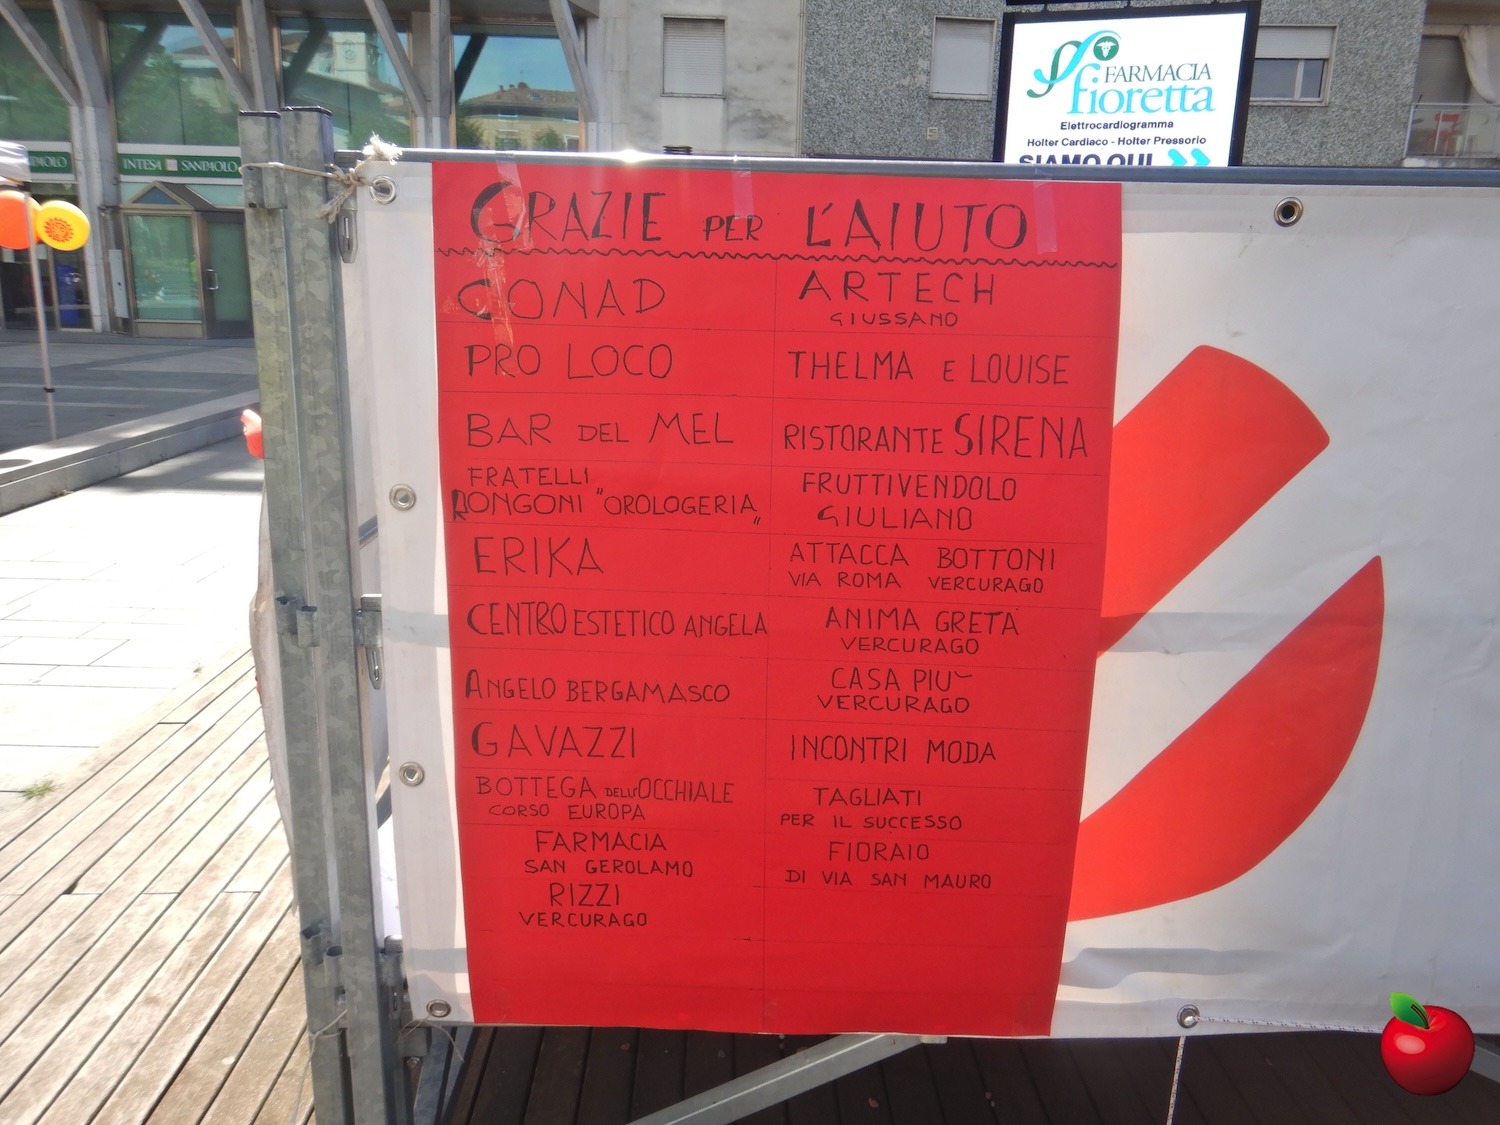 FARMACIA
fioretta
Elettrocardiogramma
Holter Cardiaco - Holter Pressorio
SIAMO QUI
INTESA SANPAOLO
GRAZIE PER L'AIUTO
CONAD
PRO LOCO
BAR DEL MEL
FRATELLI
RONGONI "OROLOGERIA"
ERIKA
CENTRO ESTETICO ANGELA
ANGELO BERGAMASCO
GAVAZZI
BOTTEGA DELL'OCCHIALE
CORSO EUROPA
FARMACIA
SAN GEROLAMO
RIZZI
VERCURAGO
ARTECH
GIUSSANO
THELMA E LOUISE
RISTORANTE SIRENA
FRUTTIVENDOLO
GIULIANO
ATTACCA BOTTONI
VIA ROMA VERCURAGO
ANIMA GRETA
VERCURAGO
CASA PIU`
VERCURAGO
INCONTRI MODA
TAGLIATI
PER IL SUCCESSO
FIORAIO
DI VIA SAN MAURO